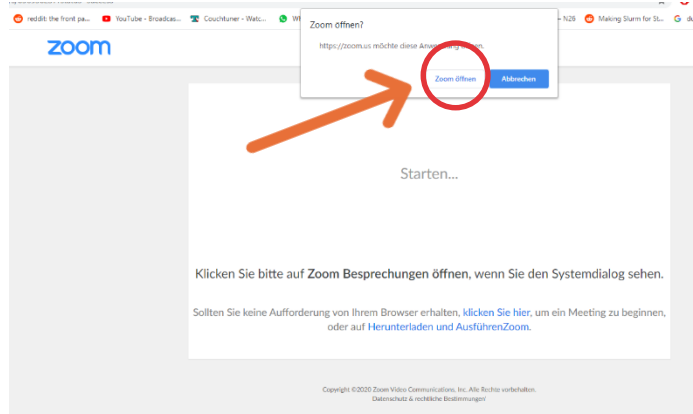 reddit: the front pa...
YouTube - Broadcas...
Couchtuner - Watc...
N26
Making Slurm for St...
zoom
Zoom öffnen?
https://zoom.us möchte diese Anwendung öffnen.
Zoom öffnen
Abbrechen
Starten...
Klicken Sie bitte auf Zoom Besprechungen öffnen, wenn Sie den Systemdialog sehen.
Sollten Sie keine Aufforderung von Ihrem Browser erhalten, klicken Sie hier, um ein Meeting zu beginnen,
oder auf Herunterladen und AusführenZoom.
Copyright ©2020 Zoom Video Communications, Inc. Alle Rechte vorbehalten.
Datenschutz & rechtliche Bestimmungen